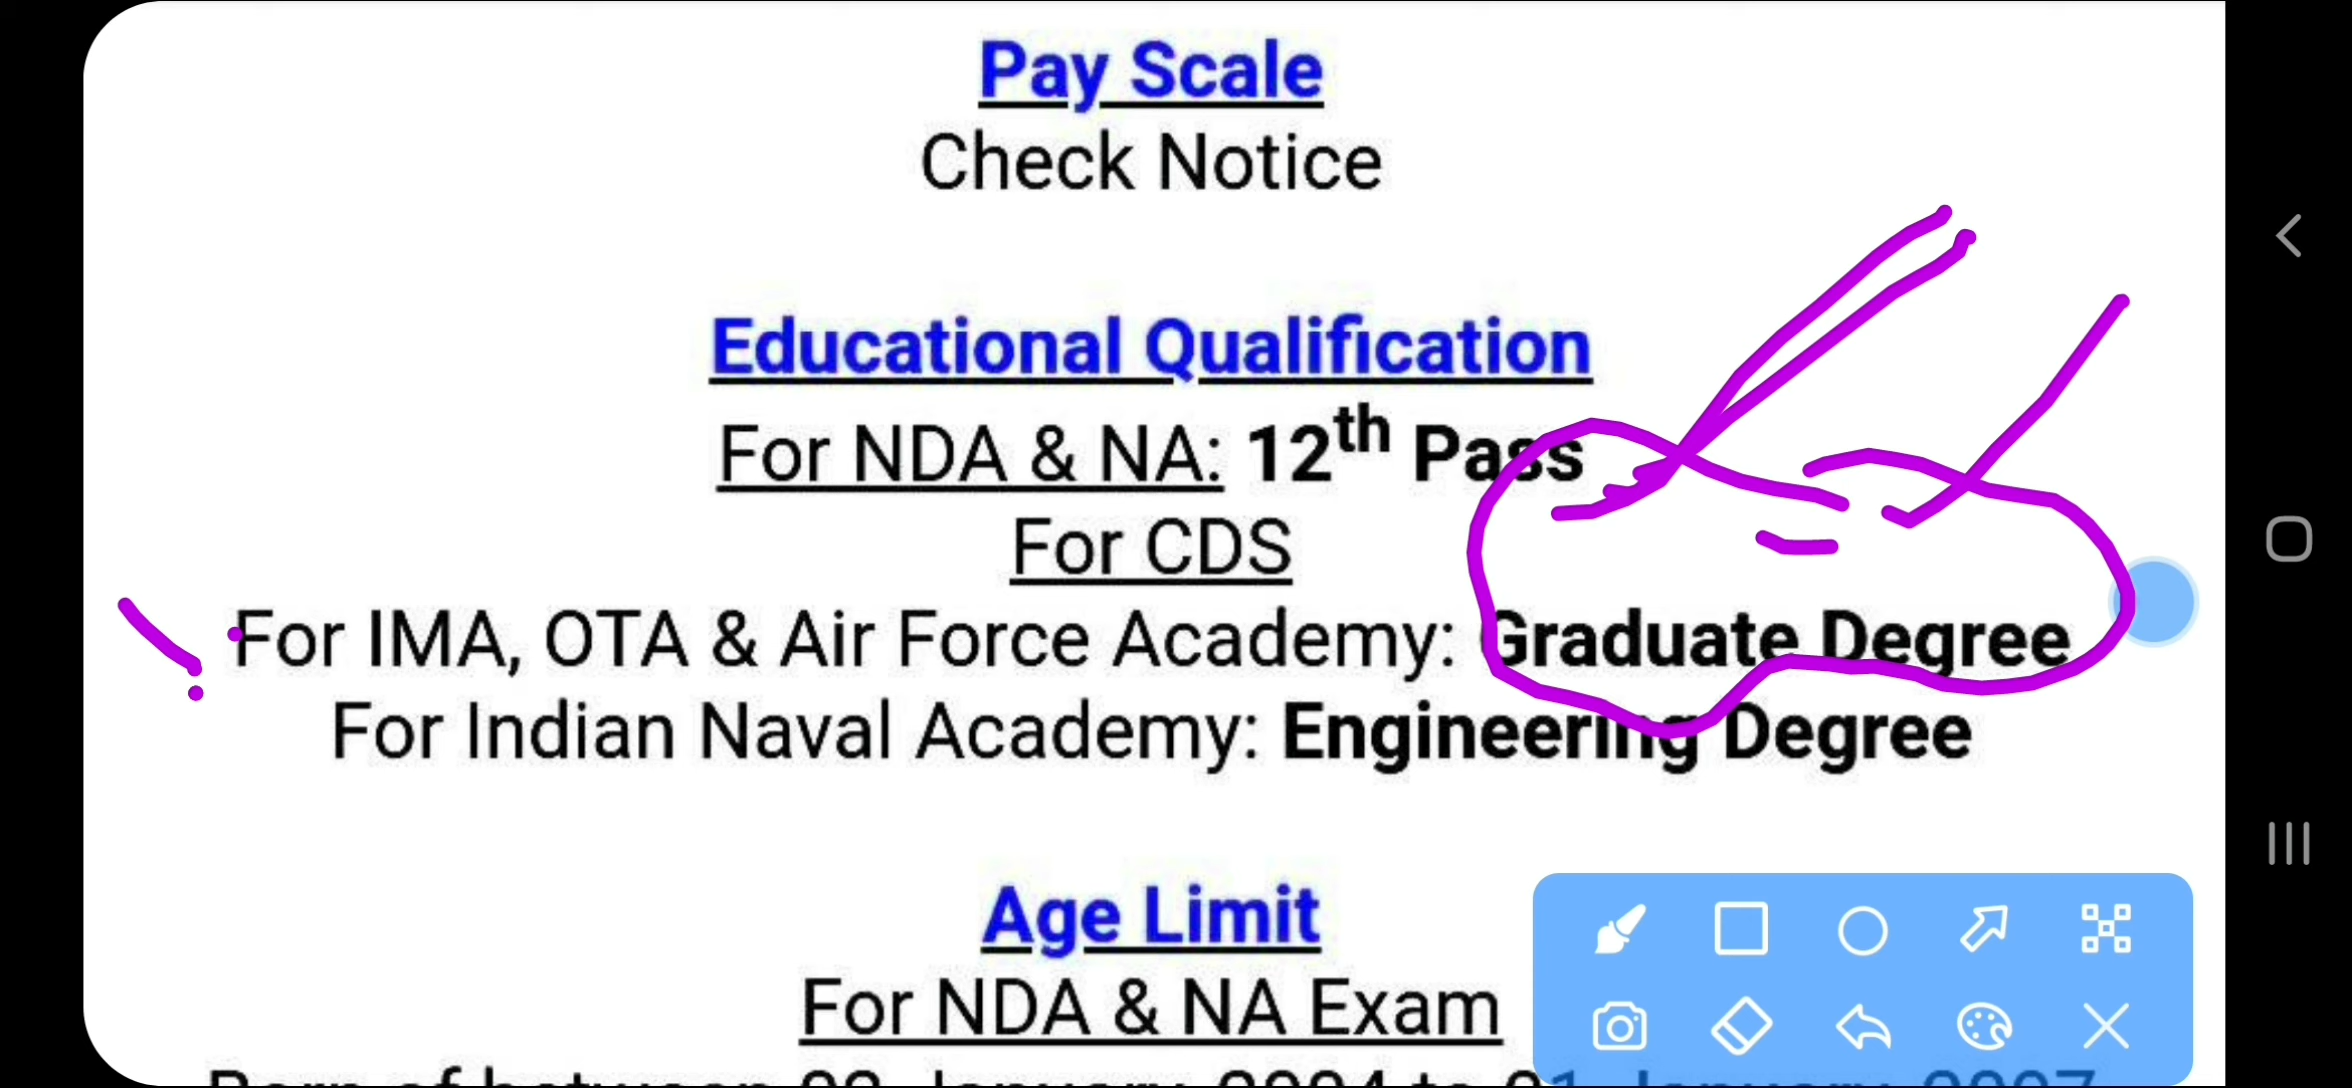 Pay Scale
Check Notice
Educational Qualification
For NDA & NA: 12th Pass
For CDS
For IMA, OTA & Air Force Academy: Graduate Degree
For Indian Naval Academy: Engineering Degree
Age Limit
For NDA & NA Exam